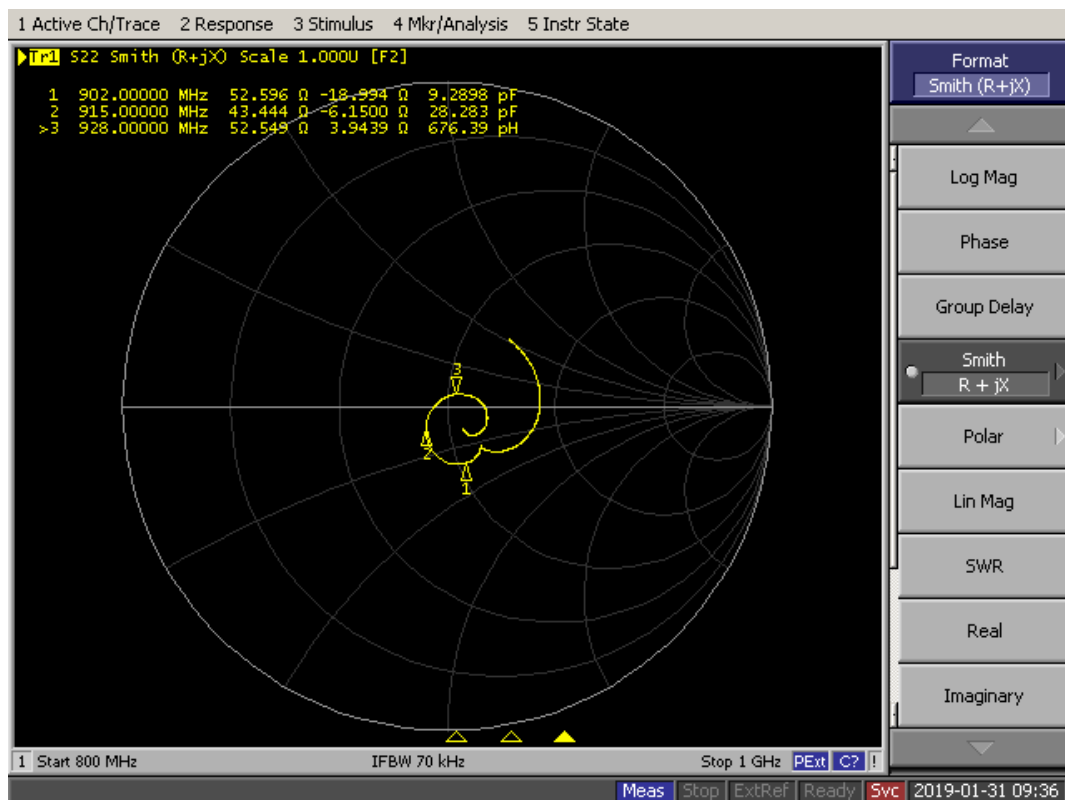 1 Active Ch/Trace 2 Response 3 Stimulus 4 Mkr/Analysis 5 Instr State
Tr1 S22 Smith (R+jX) Scale 1.000U [F2]
1 902.00000 MHz 52.596 Ω -18.994 Ω 9.2898 pF
2 915.00000 MHz 43.444 Ω -6.1500 Ω 28.283 pF
>3 928.00000 MHz 52.549 Ω 3.9439 Ω 676.39 pH
3
2
1
1 Start 800 MHz IFBW 70 kHz Stop 1 GHz PExt C? !
Format
Smith (R+jX)
Log Mag
Phase
Group Delay
Smith
R + jX
Polar
Lin Mag
SWR
Real
Imaginary
Meas Stop ExtRef Ready Svc 2019-01-31 09:36